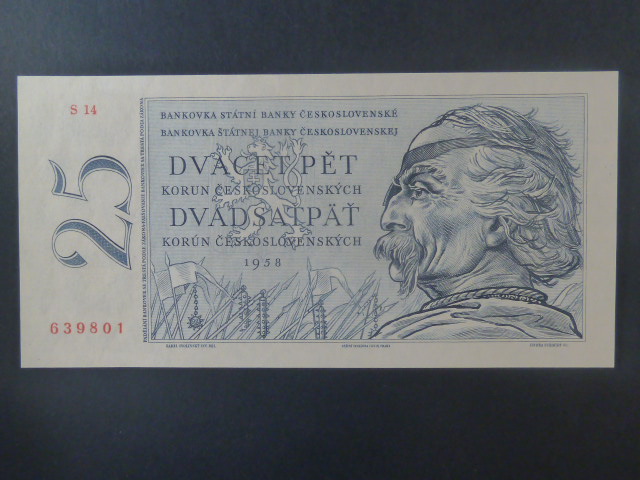 S 14
25
639801
BANKOVKA STÁTNÍ BANKY ČESKOSLOVENSKÉ
BANKOVKA ŠTÁTNEJ BANKY ČESKOSLOVENSKEJ
DVACET PĚT
KORUN ČESKOSLOVENSKÝCH
DVADSAŤPÄŤ
KORÚN ČESKOSLOVENSKÝCH
1958